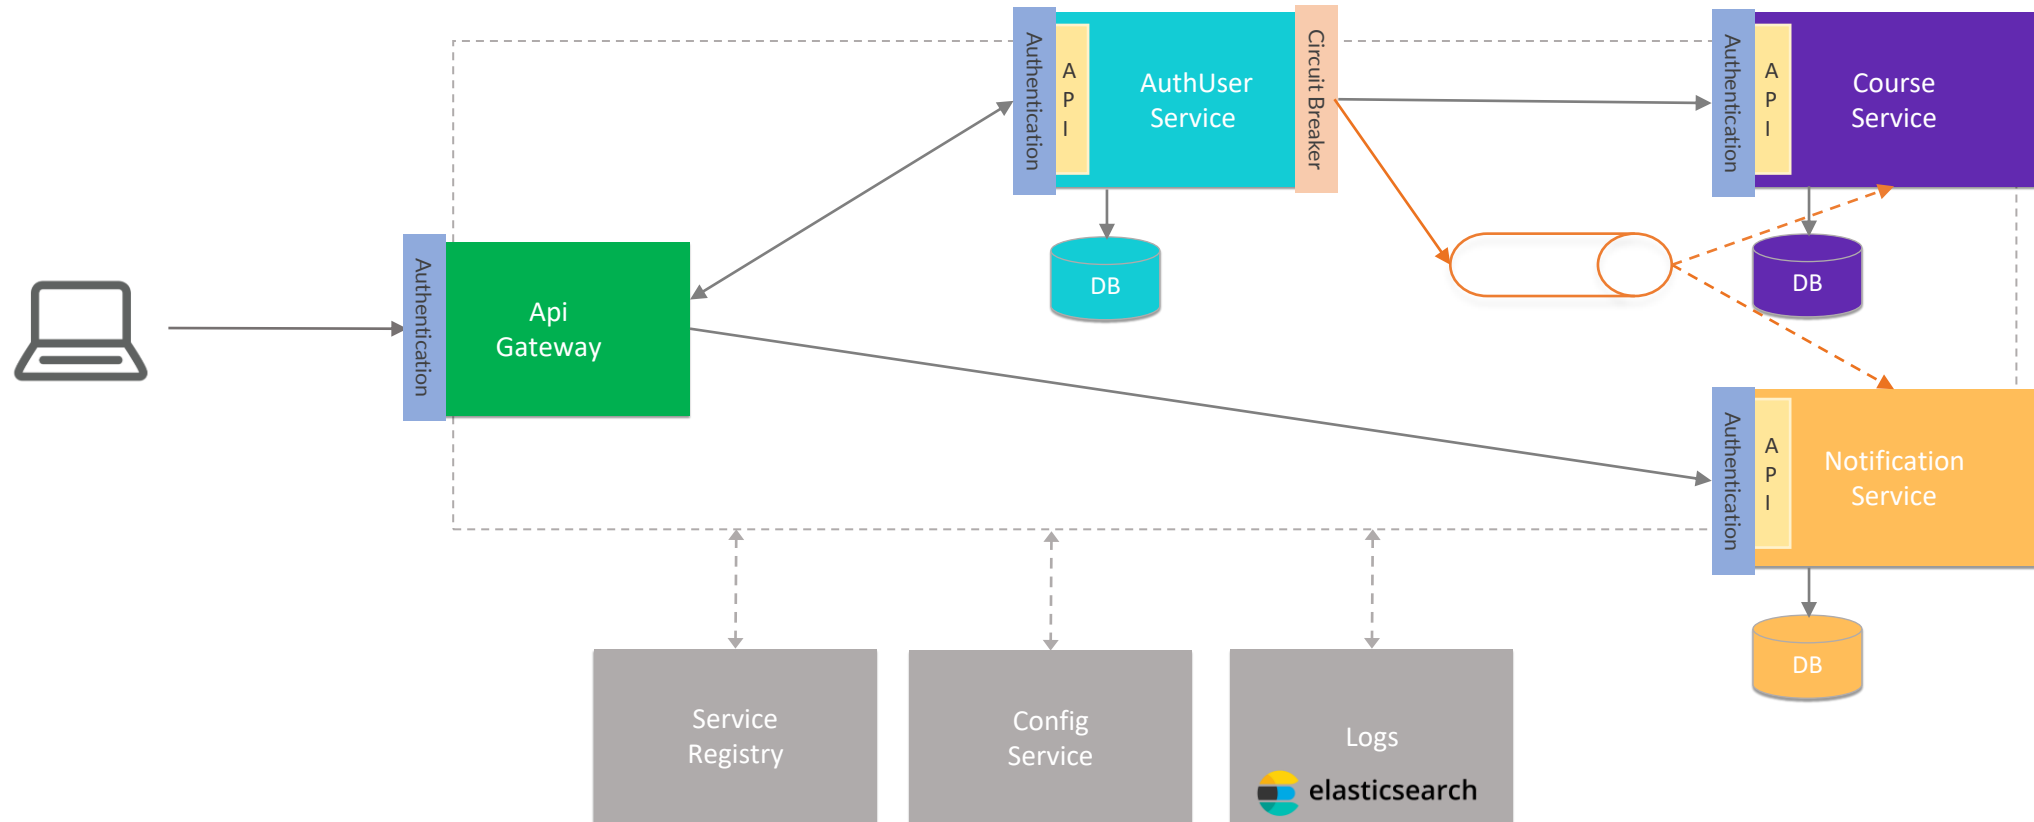 Authentication
A
P
I
AuthUser
Service
Circuit Breaker
Authentication
A
P
I
Course
Service
DB
DB
Authentication
Api
Gateway
Authentication
A
P
I
Notification
Service
DB
Service
Registry
Config
Service
Logs
elasticsearch